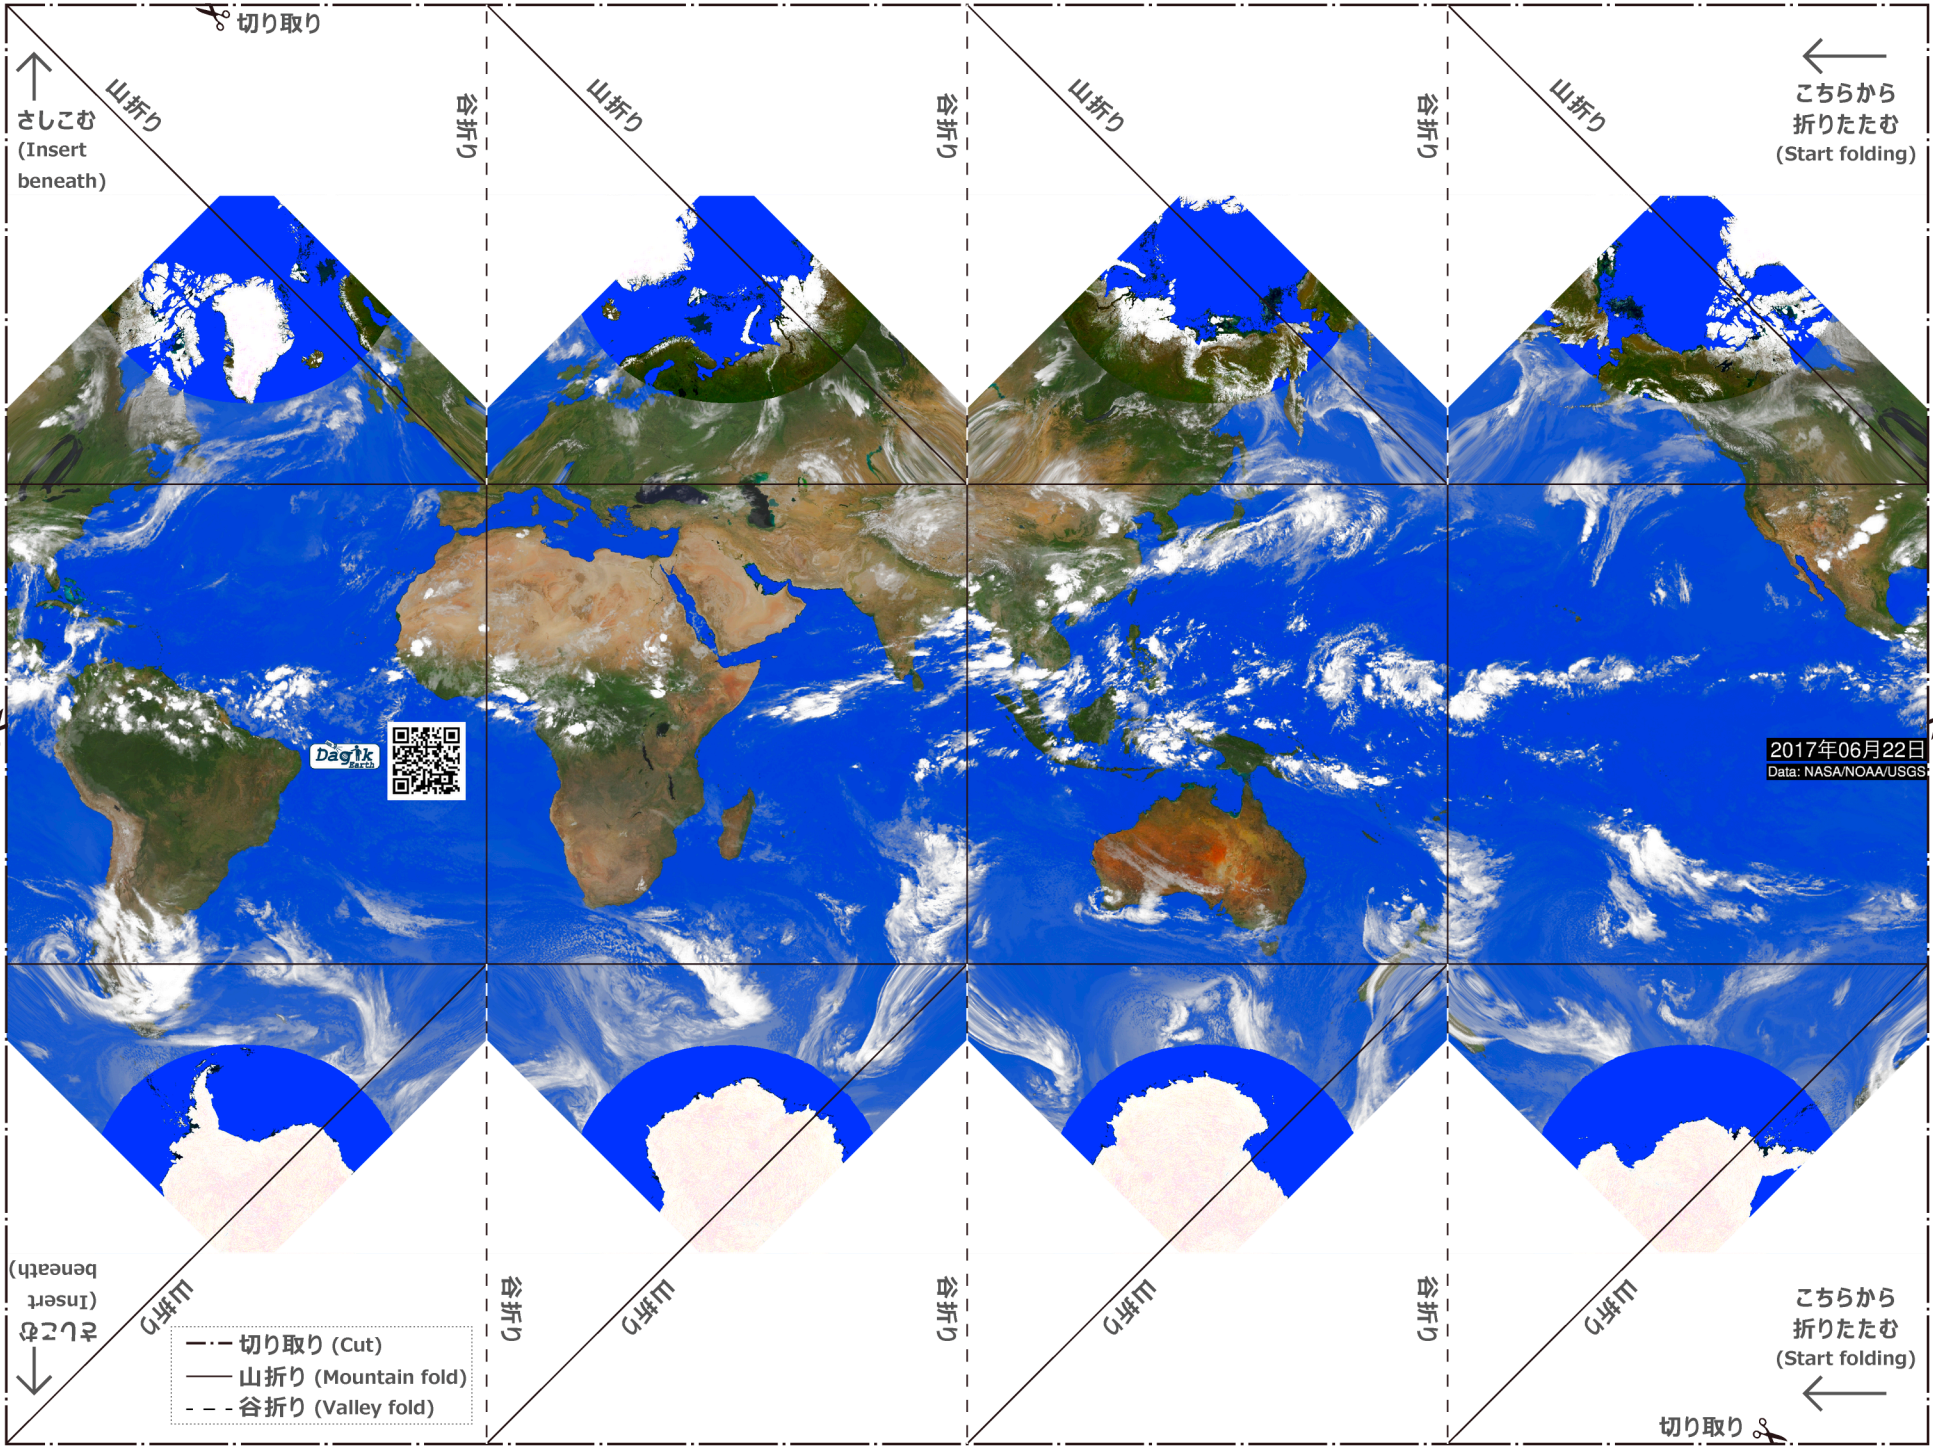 切り取り
さしこむ
(Insert
beneath)
山折り
谷折り
山折り
谷折り
山折り
谷折り
山折り
こちらから
折りたたむ
(Start folding)
Dagik
Earth
2017年06月22日
Data: NASA/NOAA/USGS
さしこむ
(Insert
beneath)
山折り
谷折り
山折り
谷折り
山折り
谷折り
山折り
こちらから
折りたたむ
(Start folding)
切り取り (Cut)
山折り (Mountain fold)
谷折り (Valley fold)
切り取り